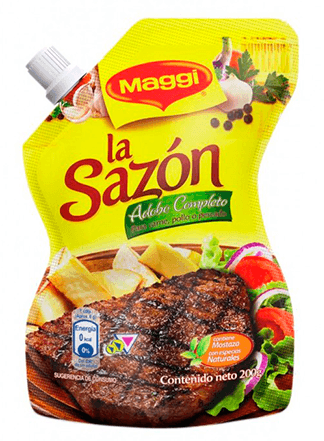 Maggi
la
Sazón
Adobo Completo
Para carne, pollo o pescado
Energía
0 kcal
0%
contiene
Mostaza
con especias
Naturales
SUGERENCIA DE CONSUMO
Contenido neto 200g